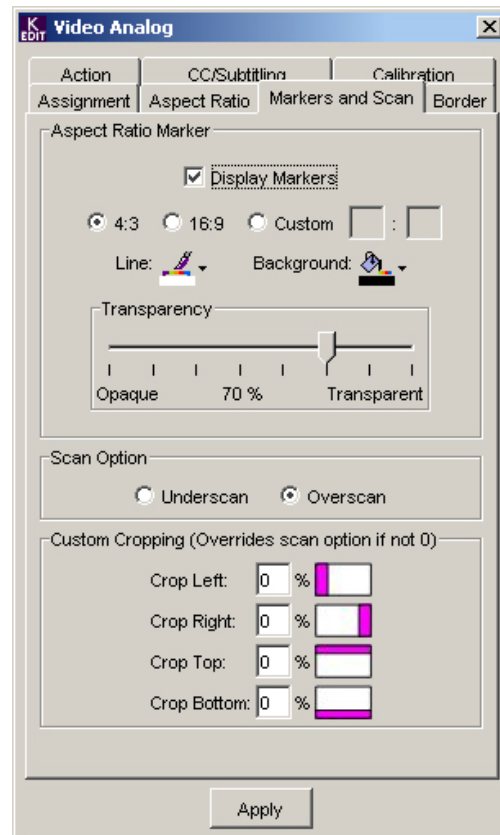 K EDIT Video Analog
Action CC/Subtitling Calibration
Assignment Aspect Ratio Markers and Scan Border
Aspect Ratio Marker
Display Markers
4:3 16:9 Custom :
Line: Background:
Transparency
Opaque 70 % Transparent
Scan Option
Underscan Overscan
Custom Cropping (Overrides scan option if not 0)
Crop Left: 0 %
Crop Right: 0 %
Crop Top: 0 %
Crop Bottom: 0 %
Apply